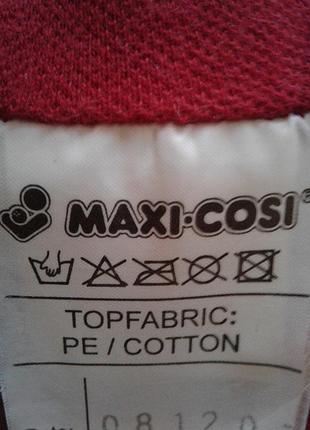 MAXI·COSI®
TOPFABRIC:
PE / COTTON
08120